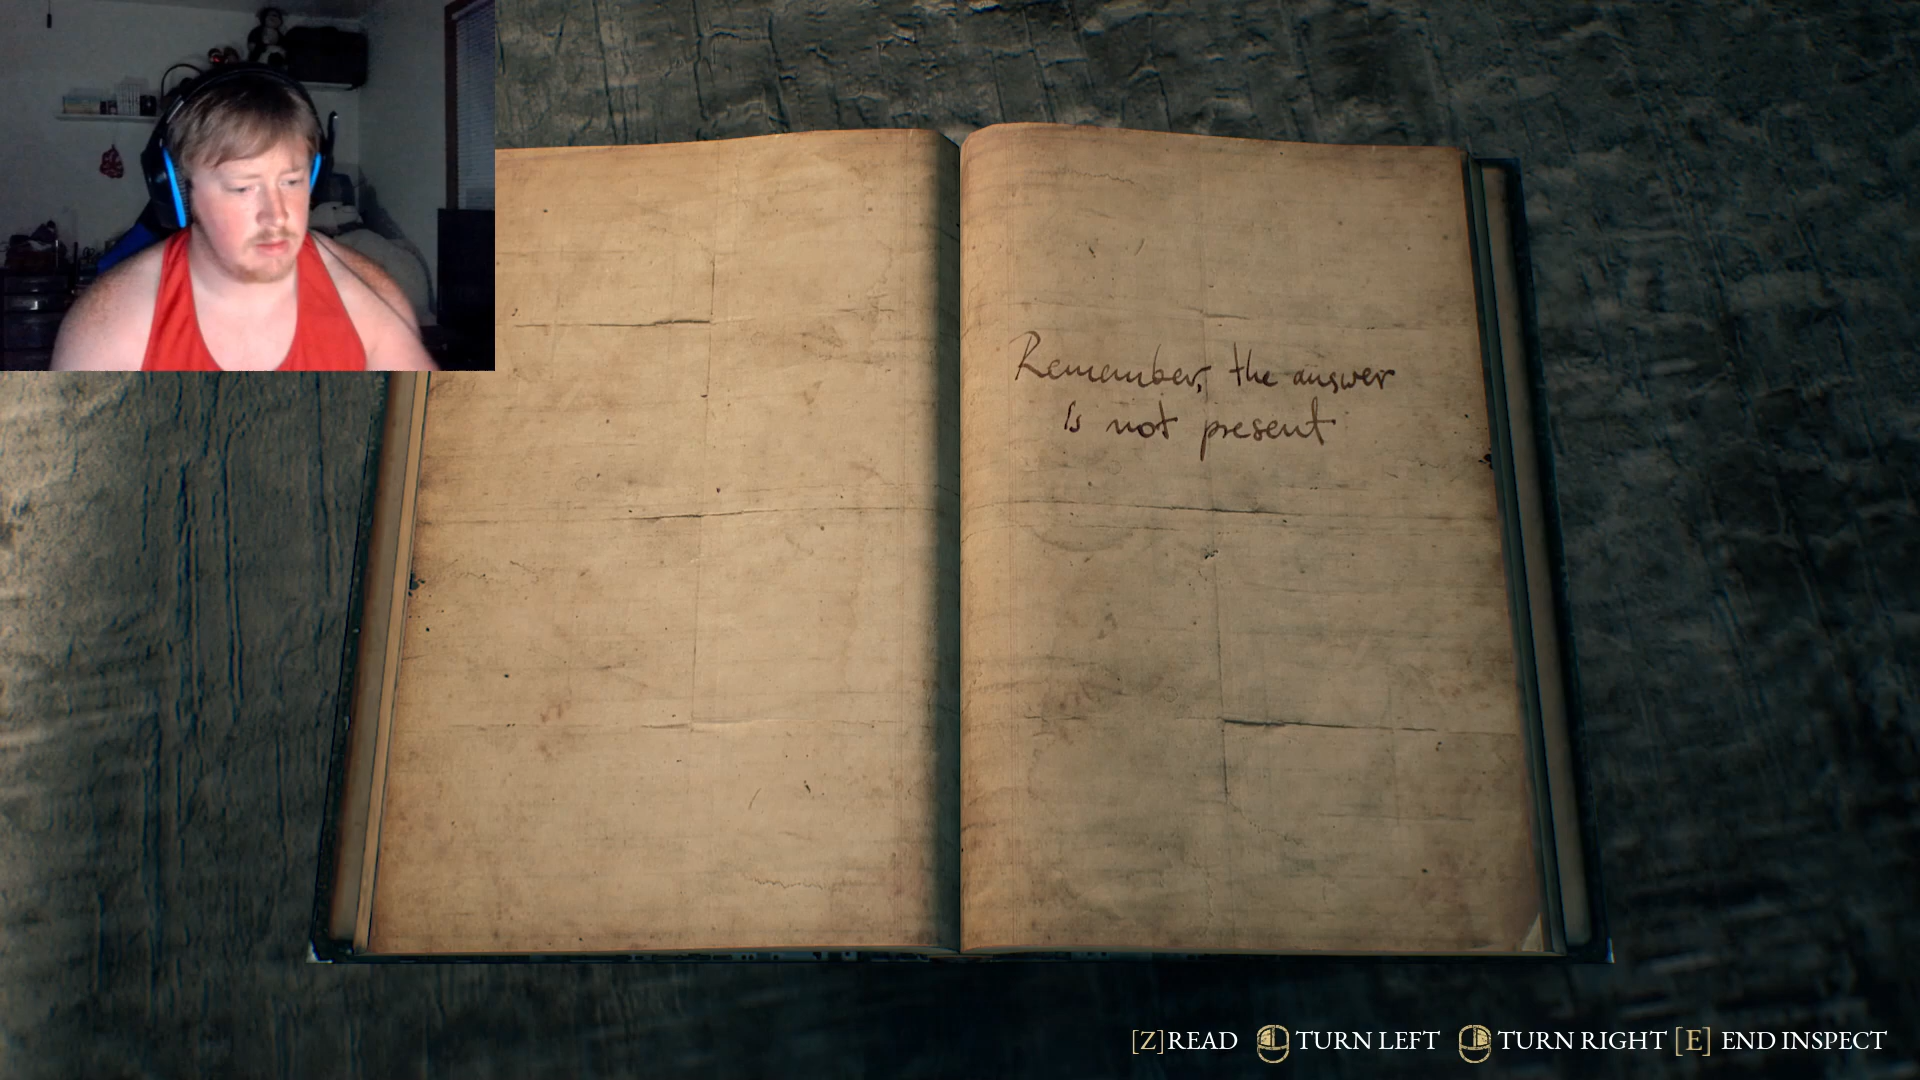 Remember, the answer
is not present
[Z] READ TURN LEFT TURN RIGHT [E] END INSPECT